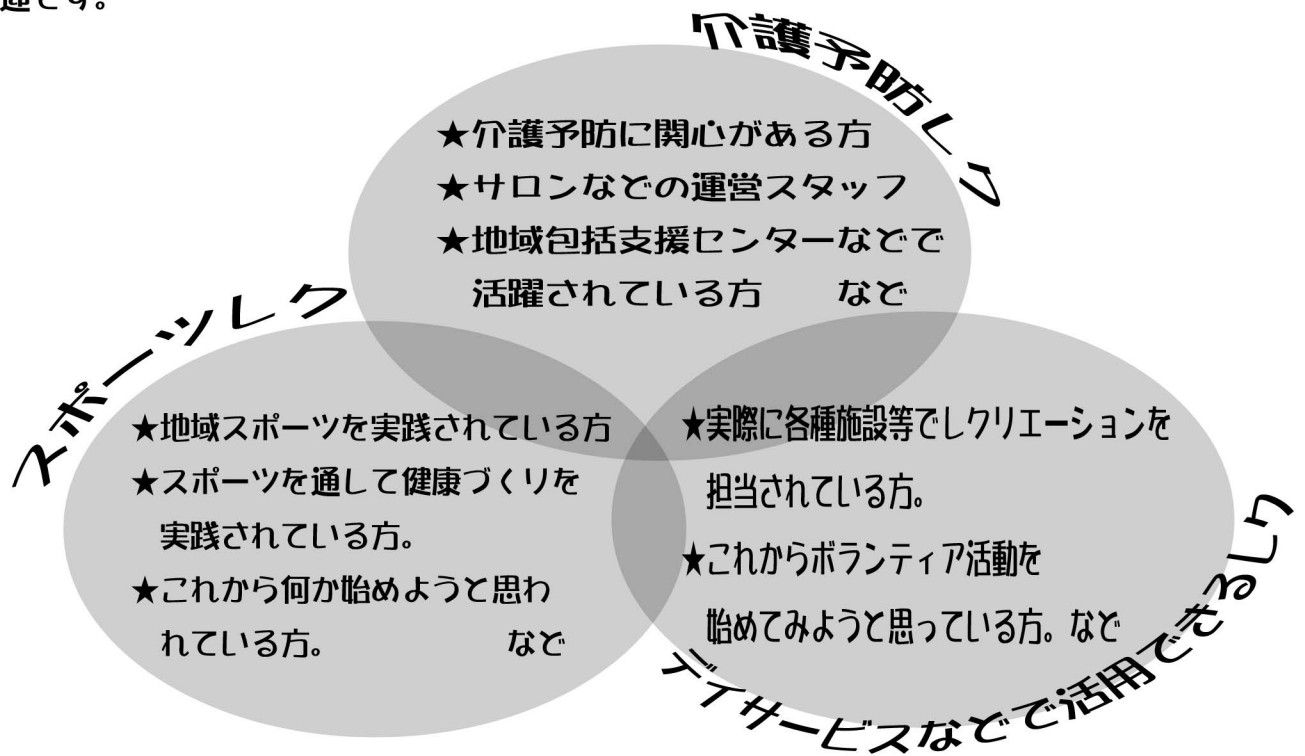 です。
介護予防レク
★介護予防に関心がある方
★サロンなどの運営スタッフ
★地域包括支援センターなどで
活躍されている方　　など
スポーツレク
★地域スポーツを実践されている方
★スポーツを通して健康づくりを
実践されている方。
★これから何か始めようと思わ
れている方。　　など
★実際に各種施設等でレクリエーションを
担当されている方。
★これからボランティア活動を
始めてみようと思っている方。など
デイサービスなどで活用できるレク